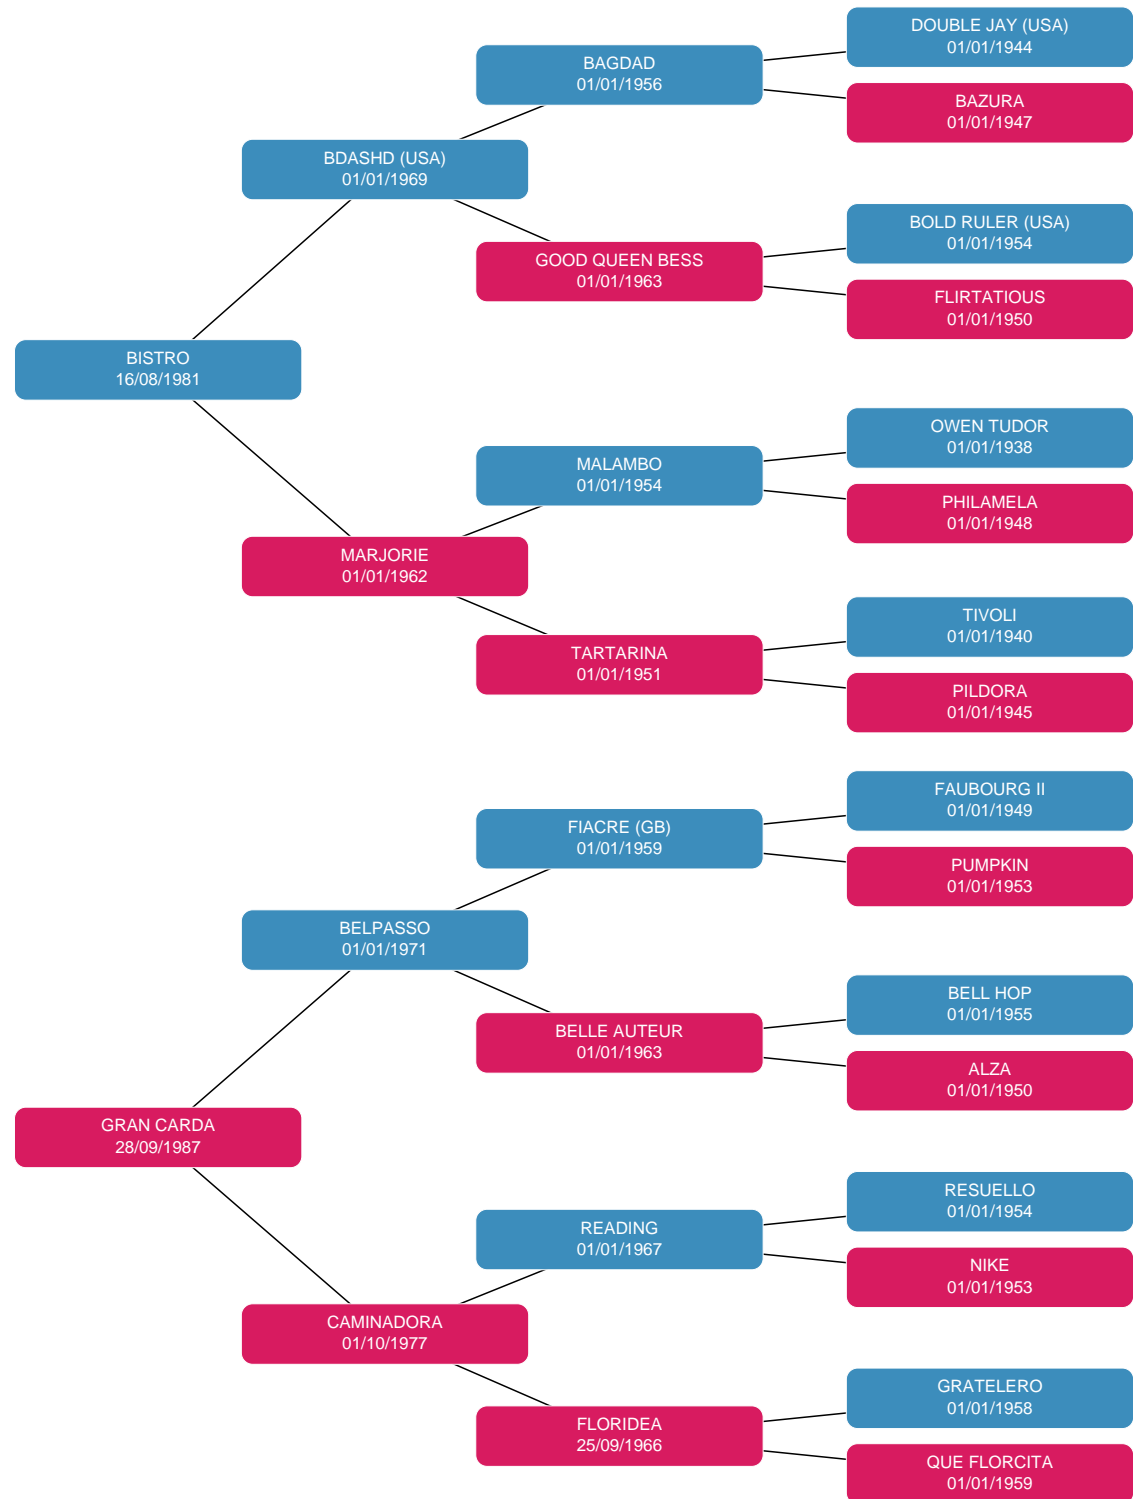 DOUBLE JAY (USA)
01/01/1944
BAGDAD
01/01/1956
BAZURA
01/01/1947
BDASHD (USA)
01/01/1969
BOLD RULER (USA)
01/01/1954
GOOD QUEEN BESS
01/01/1963
FLIRTATIOUS
01/01/1950
BISTRO
16/08/1981
OWEN TUDOR
01/01/1938
MALAMBO
01/01/1954
PHILAMELA
01/01/1948
MARJORIE
01/01/1962
TIVOLI
01/01/1940
TARTARINA
01/01/1951
PILDORA
01/01/1945
FAUBOURG II
01/01/1949
FIACRE (GB)
01/01/1959
PUMPKIN
01/01/1953
BELPASSO
01/01/1971
BELL HOP
01/01/1955
BELLE AUTEUR
01/01/1963
ALZA
01/01/1950
GRAN CARDA
28/09/1987
RESUELLO
01/01/1954
READING
01/01/1967
NIKE
01/01/1953
CAMINADORA
01/10/1977
GRATELERO
01/01/1958
FLORIDEA
25/09/1966
QUE FLORCITA
01/01/1959